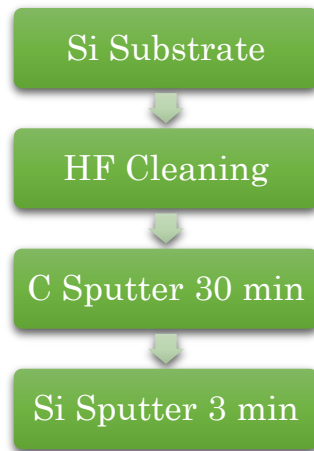 Si Substrate
HF Cleaning
C Sputter 30 min
Si Sputter 3 min